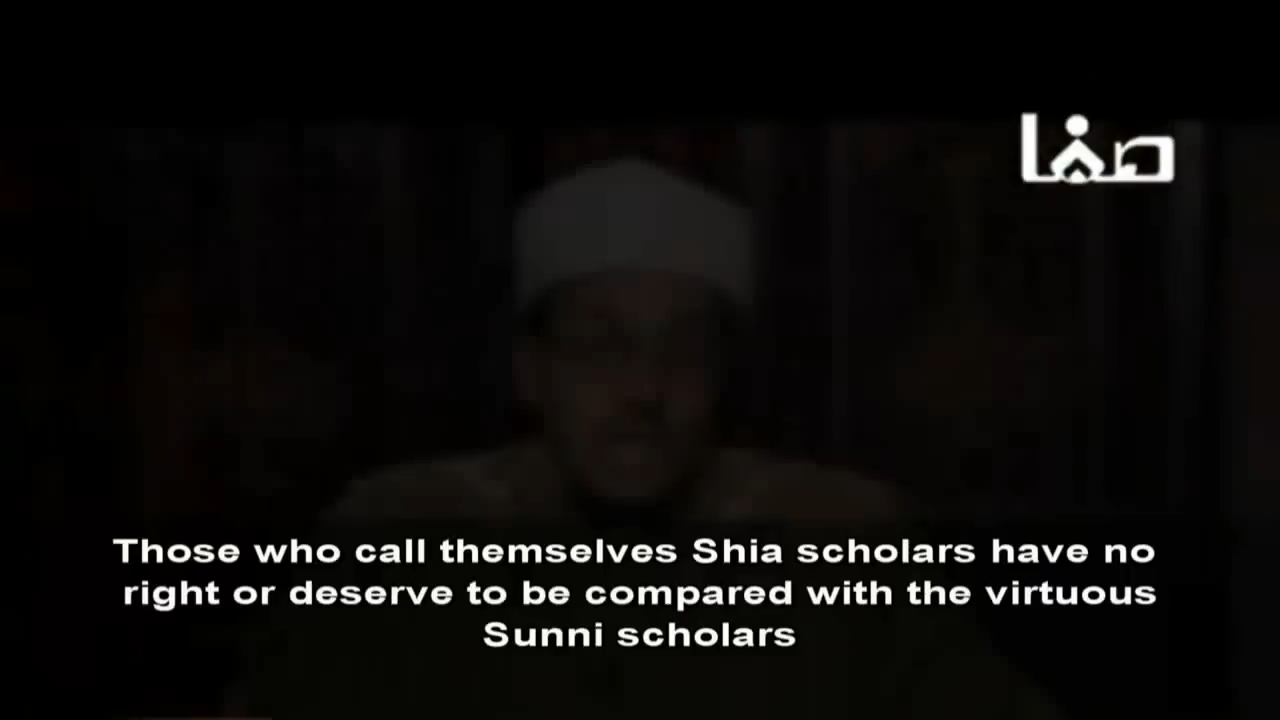 صفا
Those who call themselves Shia scholars have no
right or deserve to be compared with the virtuous
Sunni scholars